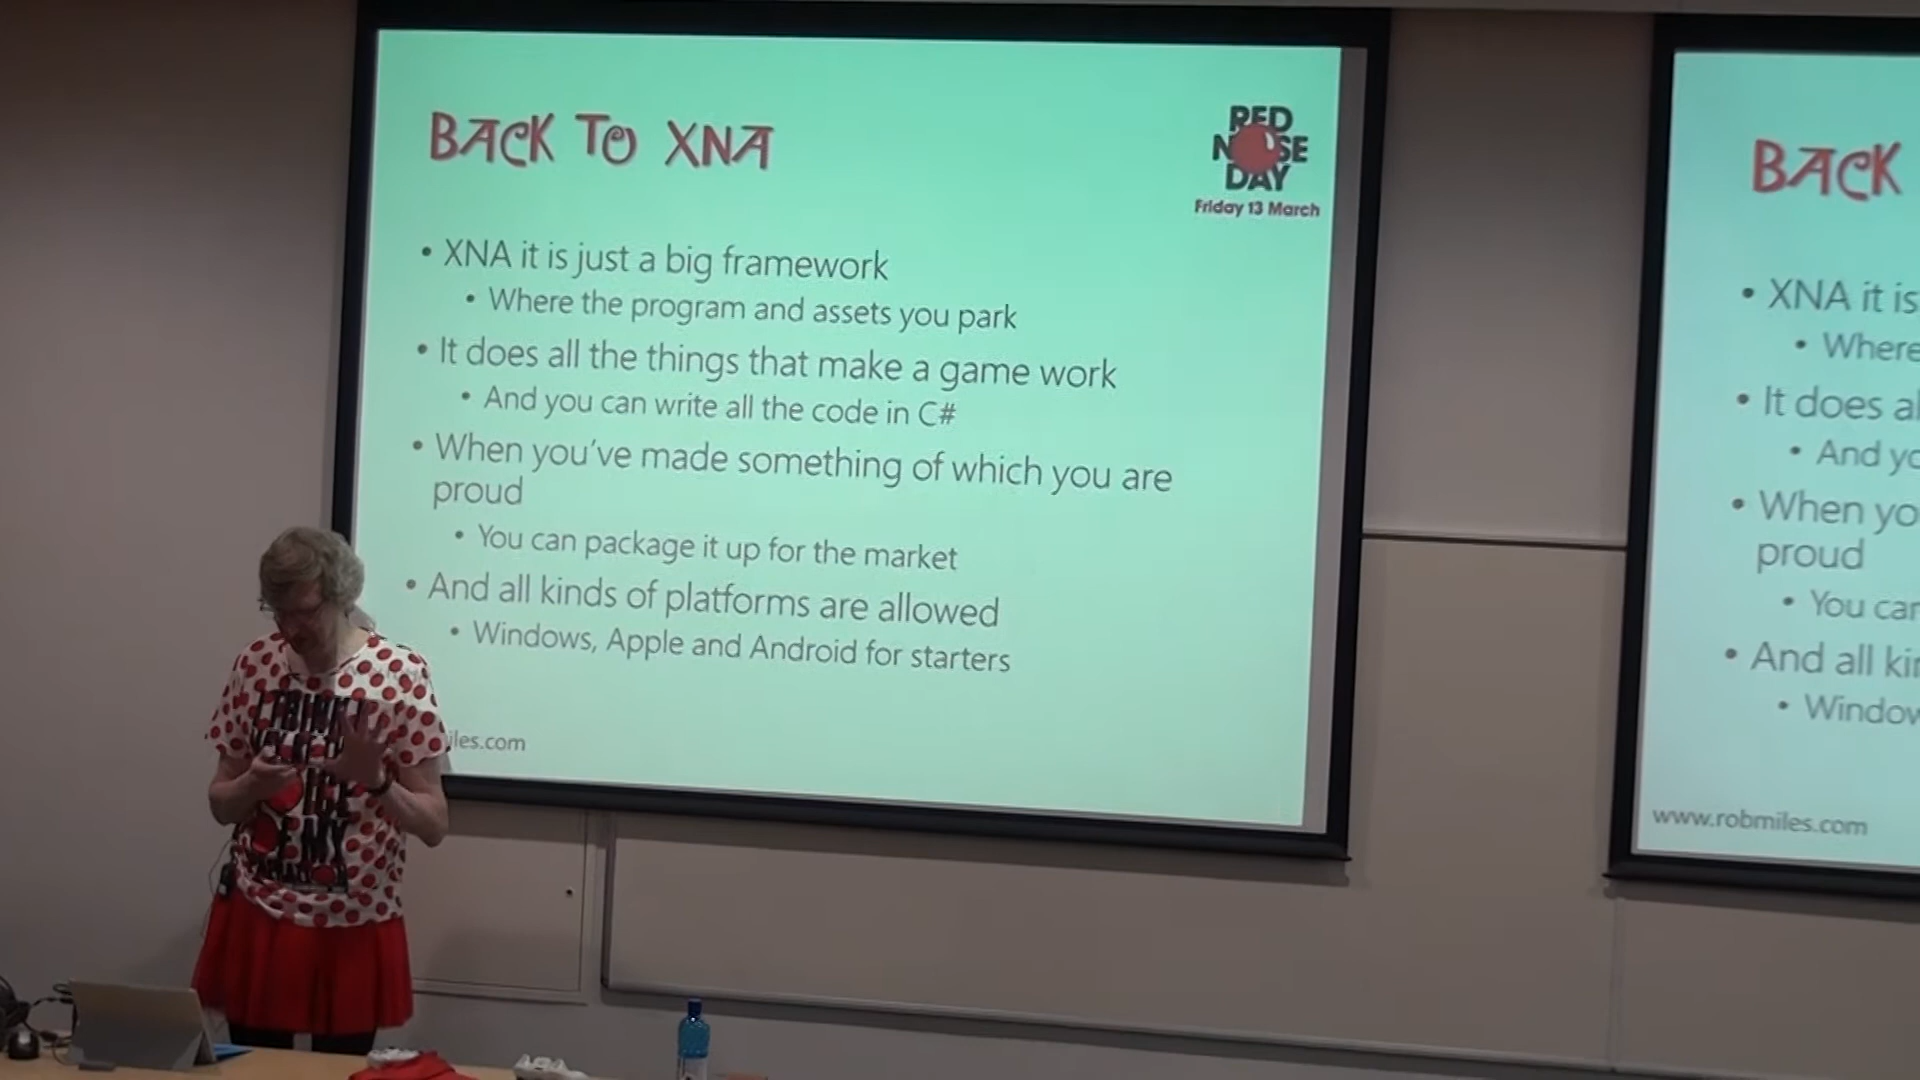 BACK TO XNA
RED
NOSE
DAY
Friday 13 March
• XNA it is just a big framework
• Where the program and assets you park
• It does all the things that make a game work
• And you can write all the code in C#
• When you've made something of which you are
proud
• You can package it up for the market
• And all kinds of platforms are allowed
• Windows, Apple and Android for starters
iles.com
BACK
• XNA it is
• Where
• It does al
• And yo
• When yo
proud
• You car
• And all kin
• Window
www.robmiles.com